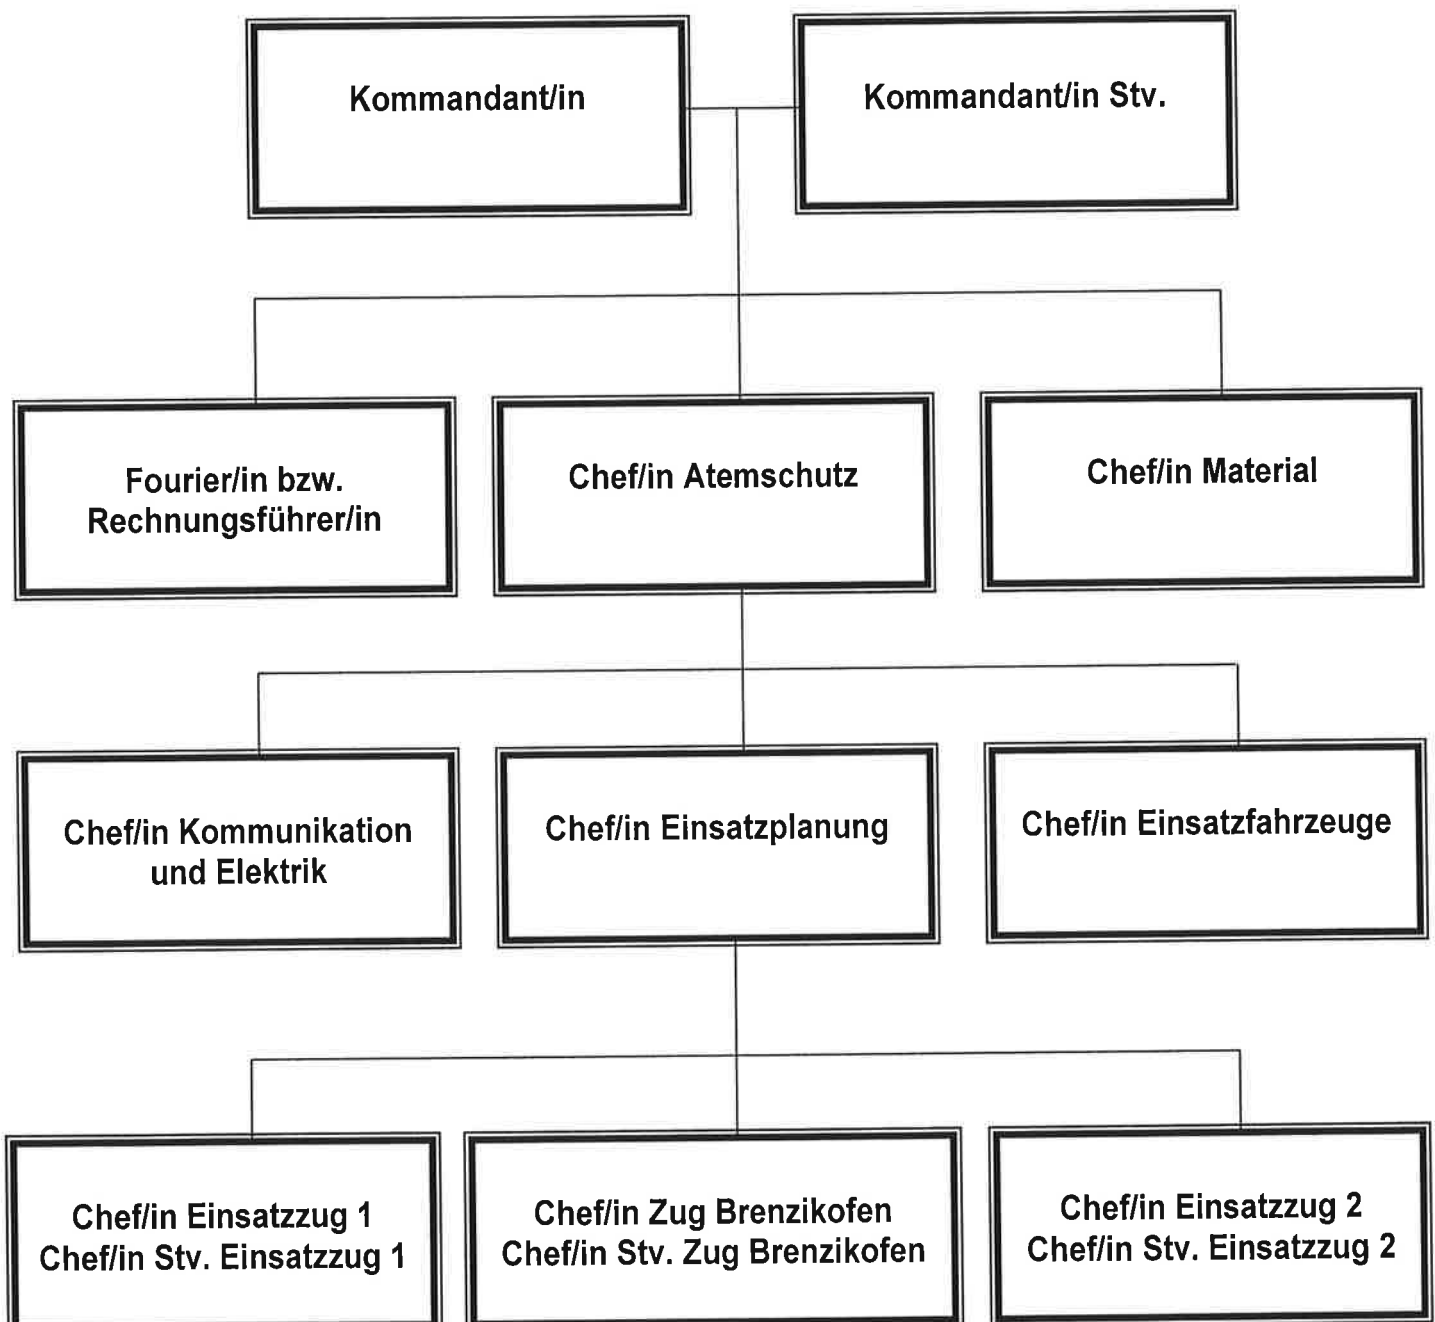 Kommandant/in
Kommandant/in Stv.
Fourier/in bzw.
Rechnungsführer/in
Chef/in Atemschutz
Chef/in Material
Chef/in Kommunikation
und Elektrik
Chef/in Einsatzplanung
Chef/in Einsatzfahrzeuge
Chef/in Einsatzzug 1
Chef/in Stv. Einsatzzug 1
Chef/in Zug Brenzikofen
Chef/in Stv. Zug Brenzikofen
Chef/in Einsatzzug 2
Chef/in Stv. Einsatzzug 2